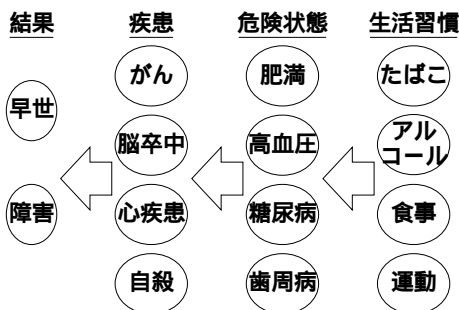 結果
疾患
危険状態
生活習慣
早世
障害
がん
脳卒中
心疾患
自殺
肥満
高血圧
糖尿病
歯周病
たばこ
アル
コール
食事
運動